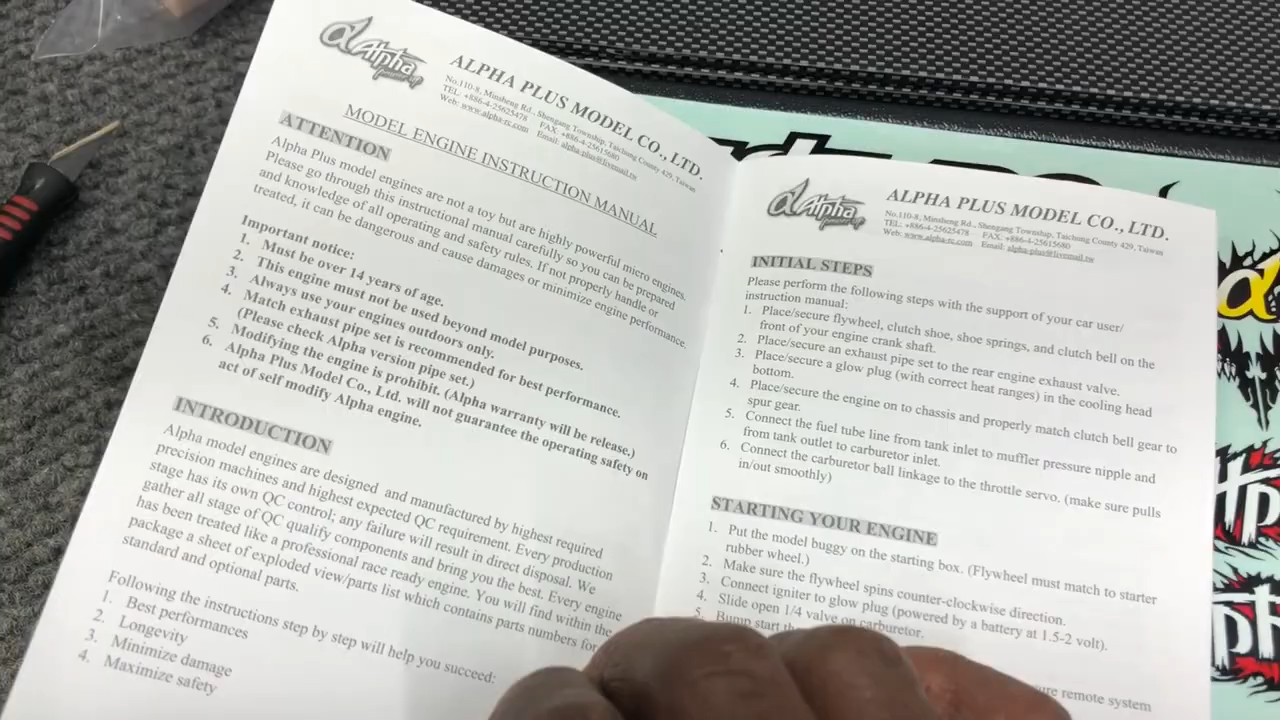 Alpha
power up
ALPHA PLUS MODEL CO., LTD.
No.110-8, Minsheng Rd., Shengang Township, Taichung County 429, Taiwan
TEL: +886-4-25625478 FAX: +886-4-25615680
Web: www.alpha-rc.com Email: alpha.plus@livemail.tw
MODEL ENGINE INSTRUCTION MANUAL
ATTENTION
Alpha Plus model engines are not a toy but are highly powerful micro engines.
Please go through this instructional manual carefully so you can be prepared
and knowledge of all operating and safety rules. If not properly handle or
treated, it can be dangerous and cause damages or minimize engine performance.
Important notice:
1. Must be over 14 years of age.
2. This engine must not be used beyond model purposes.
3. Always use your engines outdoors only.
4. Match exhaust pipe set is recommended for best performance.
(Please check Alpha version pipe set.)
5. Modifying the engine is prohibit. (Alpha warranty will be release.)
6. Alpha Plus Model Co., Ltd. will not guarantee the operating safety on
act of self modify Alpha engine.
INTRODUCTION
Alpha model engines are designed and manufactured by highest required
precision machines and highest expected QC requirement. Every production
stage has its own QC control; any failure will result in direct disposal. We
gather all stage of QC qualify components and bring you the best. Every engine
has been treated like a professional race ready engine. You will find within the
package a sheet of exploded view/parts list which contains parts numbers for
standard and optional parts.
Following the instructions step by step will help you succeed:
1. Best performances
2. Longevity
3. Minimize damage
4. Maximize safety
Alpha
power up
ALPHA PLUS MODEL CO., LTD.
No.110-8, Minsheng Rd., Shengang Township, Taichung County 429, Taiwan
TEL: +886-4-25625478 FAX: +886-4-25615680
Web: www.alpha-rc.com Email: alpha.plus@livemail.tw
INITIAL STEPS
Please perform the following steps with the support of your car user/
instruction manual:
1. Place/secure flywheel, clutch shoe, shoe springs, and clutch bell on the
front of your engine crank shaft.
2. Place/secure an exhaust pipe set to the rear engine exhaust valve.
3. Place/secure a glow plug (with correct heat ranges) in the cooling head
bottom.
4. Place/secure the engine on to chassis and properly match clutch bell gear to
spur gear.
5. Connect the fuel tube line from tank inlet to muffler pressure nipple and
from tank outlet to carburetor inlet.
6. Connect the carburetor ball linkage to the throttle servo. (make sure pulls
in/out smoothly)
STARTING YOUR ENGINE
1. Put the model buggy on the starting box. (Flywheel must match to starter
rubber wheel.)
2. Make sure the flywheel spins counter-clockwise direction.
3. Connect igniter to glow plug (powered by a battery at 1.5-2 volt).
4. Slide open 1/4 valve on carburetor.
5. Bump start
remote system